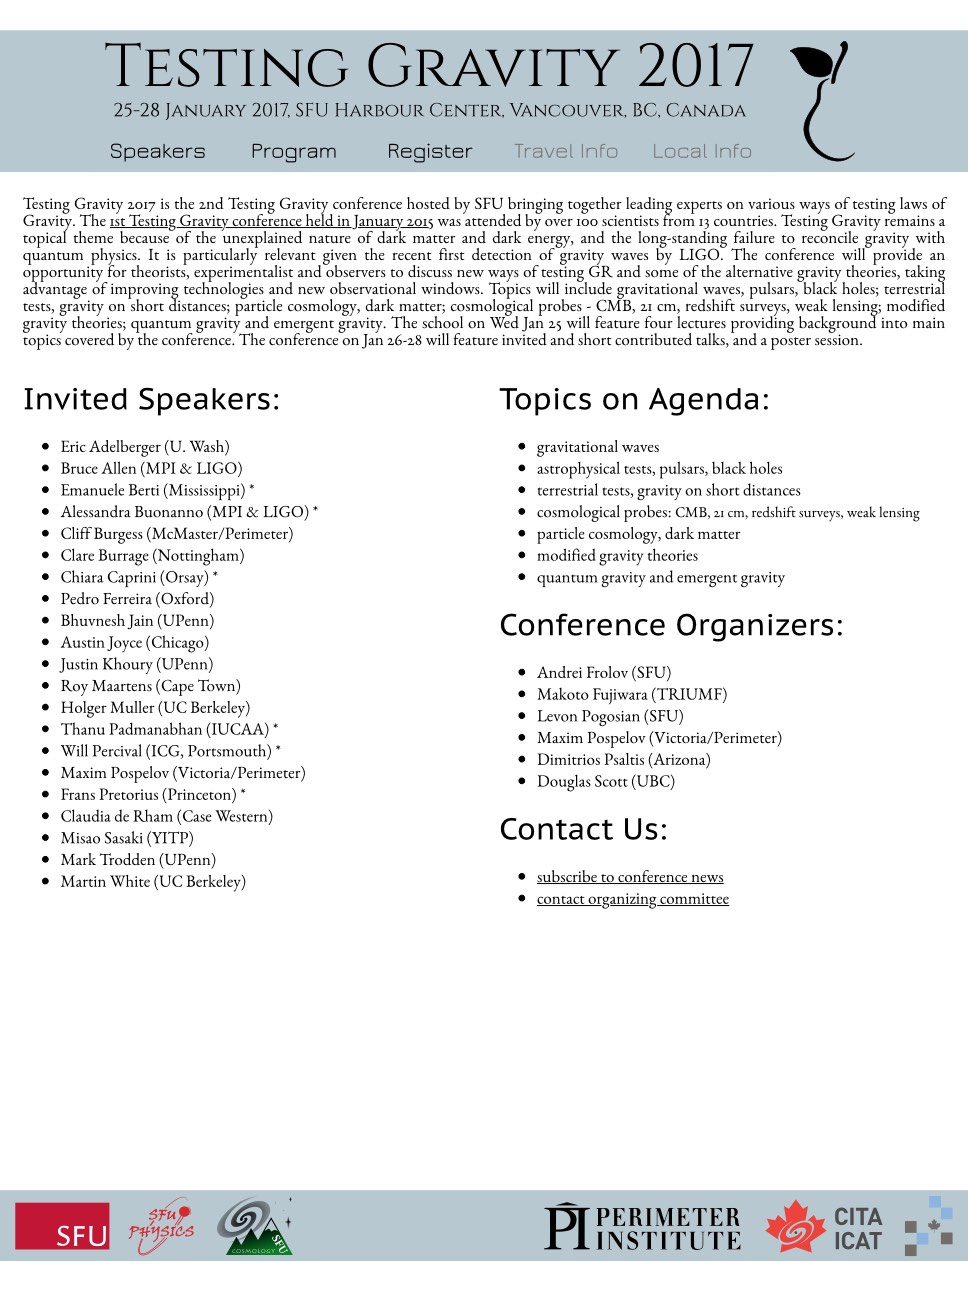 Testing Gravity 2017
25-28 January 2017, SFU Harbour Center, Vancouver, BC, Canada
Speakers Program Register Travel Info Local Info
Testing Gravity 2017 is the 2nd Testing Gravity conference hosted by SFU bringing together leading experts on various ways of testing laws of
Gravity. The 1st Testing Gravity conference held in January 2015 was attended by over 100 scientists from 13 countries. Testing Gravity remains a
topical theme because of the unexplained nature of dark matter and dark energy, and the long-standing failure to reconcile gravity with
quantum physics. It is particularly relevant given the recent first detection of gravity waves by LIGO. The conference will provide an
opportunity for theorists, experimentalist and observers to discuss new ways of testing GR and some of the alternative gravity theories, taking
advantage of improving technologies and new observational windows. Topics will include gravitational waves, pulsars, black holes; terrestrial
tests, gravity on short distances; particle cosmology, dark matter; cosmological probes - CMB, 21 cm, redshift surveys, weak lensing; modified
gravity theories; quantum gravity and emergent gravity. The school on Wed Jan 25 will feature four lectures providing background into main
topics covered by the conference. The conference on Jan 26-28 will feature invited and short contributed talks, and a poster session.
Invited Speakers:
• Eric Adelberger (U. Wash)
• Bruce Allen (MPI & LIGO)
• Emanuele Berti (Mississippi) *
• Alessandra Buonanno (MPI & LIGO) *
• Cliff Burgess (McMaster/Perimeter)
• Clare Burrage (Nottingham)
• Chiara Caprini (Orsay) *
• Pedro Ferreira (Oxford)
• Bhuvnesh Jain (UPenn)
• Austin Joyce (Chicago)
• Justin Khoury (UPenn)
• Roy Maartens (Cape Town)
• Holger Muller (UC Berkeley)
• Thanu Padmanabhan (IUCAA) *
• Will Percival (ICG, Portsmouth) *
• Maxim Pospelov (Victoria/Perimeter)
• Frans Pretorius (Princeton) *
• Claudia de Rham (Case Western)
• Misao Sasaki (YITP)
• Mark Trodden (UPenn)
• Martin White (UC Berkeley)
Topics on Agenda:
• gravitational waves
• astrophysical tests, pulsars, black holes
• terrestrial tests, gravity on short distances
• cosmological probes: CMB, 21 cm, redshift surveys, weak lensing
• particle cosmology, dark matter
• modified gravity theories
• quantum gravity and emergent gravity
Conference Organizers:
• Andrei Frolov (SFU)
• Makoto Fujiwara (TRIUMF)
• Levon Pogosian (SFU)
• Maxim Pospelov (Victoria/Perimeter)
• Dimitrios Psaltis (Arizona)
• Douglas Scott (UBC)
Contact Us:
• subscribe to conference news
• contact organizing committee
SFU
SFU
PHYSICS
COSMOLOGY
SFU
PI PERIMETER
INSTITUTE
CITA
ICAT